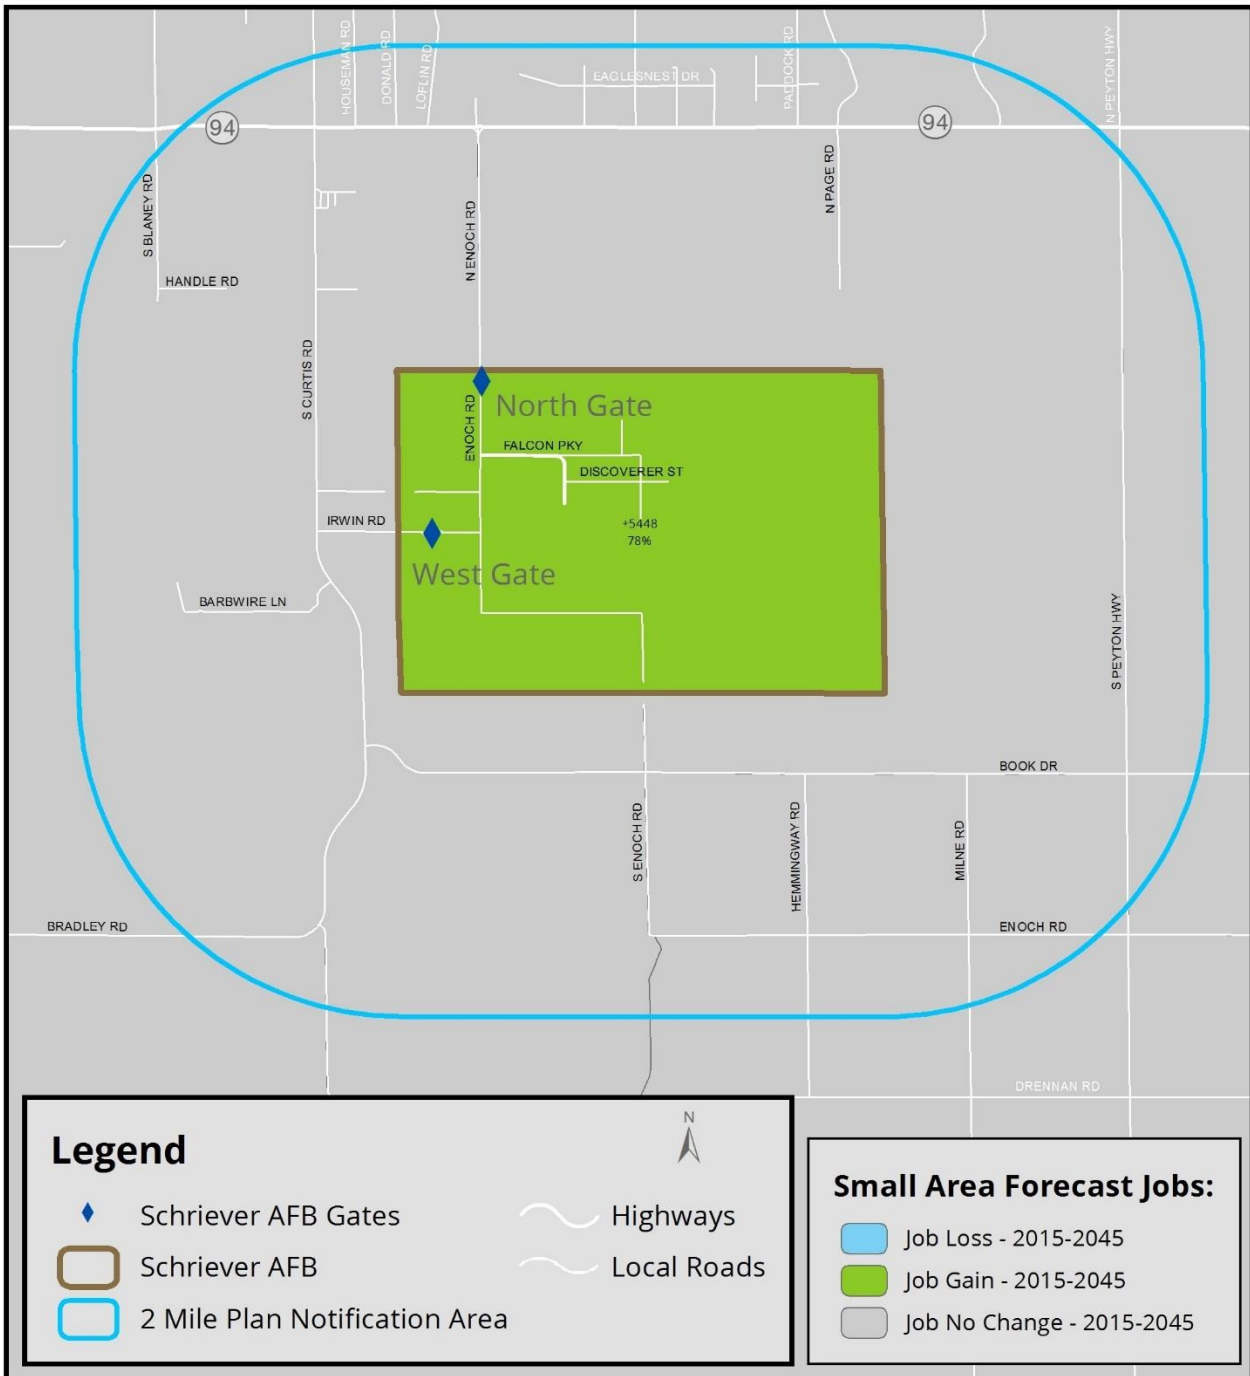 HOUSEMAN RD
DONALD RD
LOFLIN RD
EAGLESNEST DR
PADDOCK RD
N PEYTON HWY
94
94
S BLANEY RD
N PAGE RD
N ENOCH RD
HANDLE RD
S CURTIS RD
North Gate
ENOCH RD
FALCON PKY
DISCOVERER ST
IRWIN RD
+5448
78%
West Gate
BARBWIRE LN
S PEYTON HWY
BOOK DR
S ENOCH RD
HEMMINGWAY RD
MILNE RD
BRADLEY RD
ENOCH RD
DRENNAN RD
N
Legend
Schriever AFB Gates
Highways
Schriever AFB
Local Roads
2 Mile Plan Notification Area
Small Area Forecast Jobs:
Job Loss - 2015-2045
Job Gain - 2015-2045
Job No Change - 2015-2045